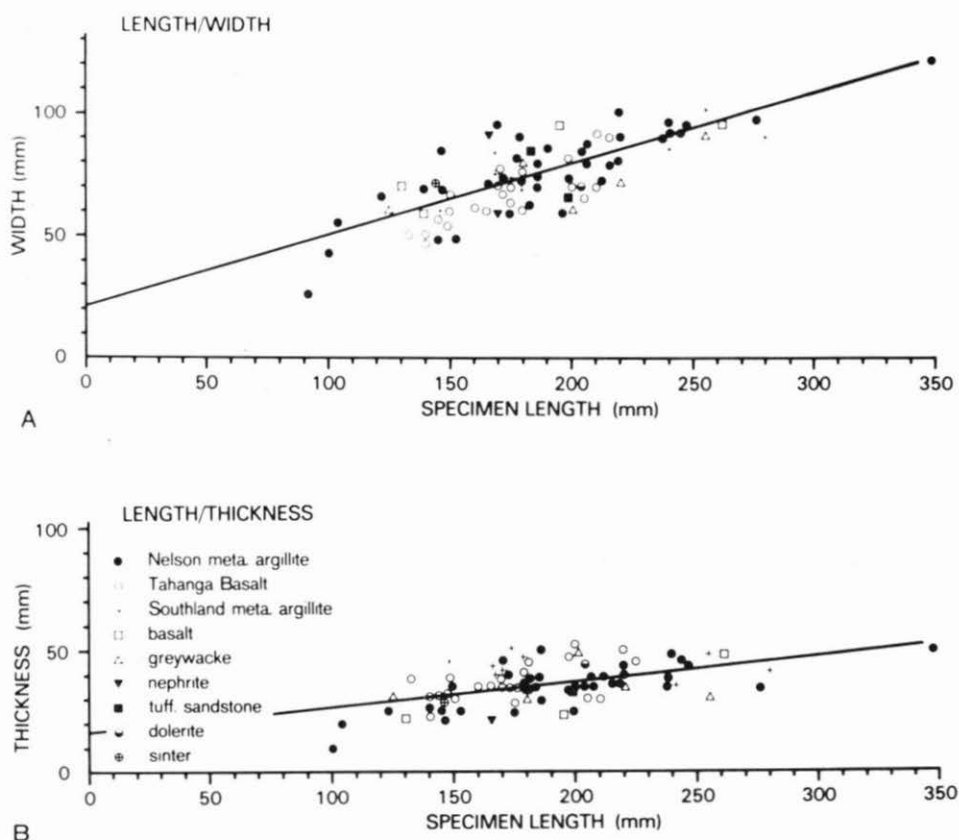 LENGTH/WIDTH
WIDTH (mm)
100
50
0
0 50 100 150 200 250 300 350
SPECIMEN LENGTH (mm)
A
LENGTH/THICKNESS
THICKNESS (mm)
100
50
0
Nelson meta. argillite
Tahanga Basalt
Southland meta. argillite
basalt
greywacke
nephrite
tuff. sandstone
dolerite
sinter
0 50 100 150 200 250 300 350
SPECIMEN LENGTH (mm)
B